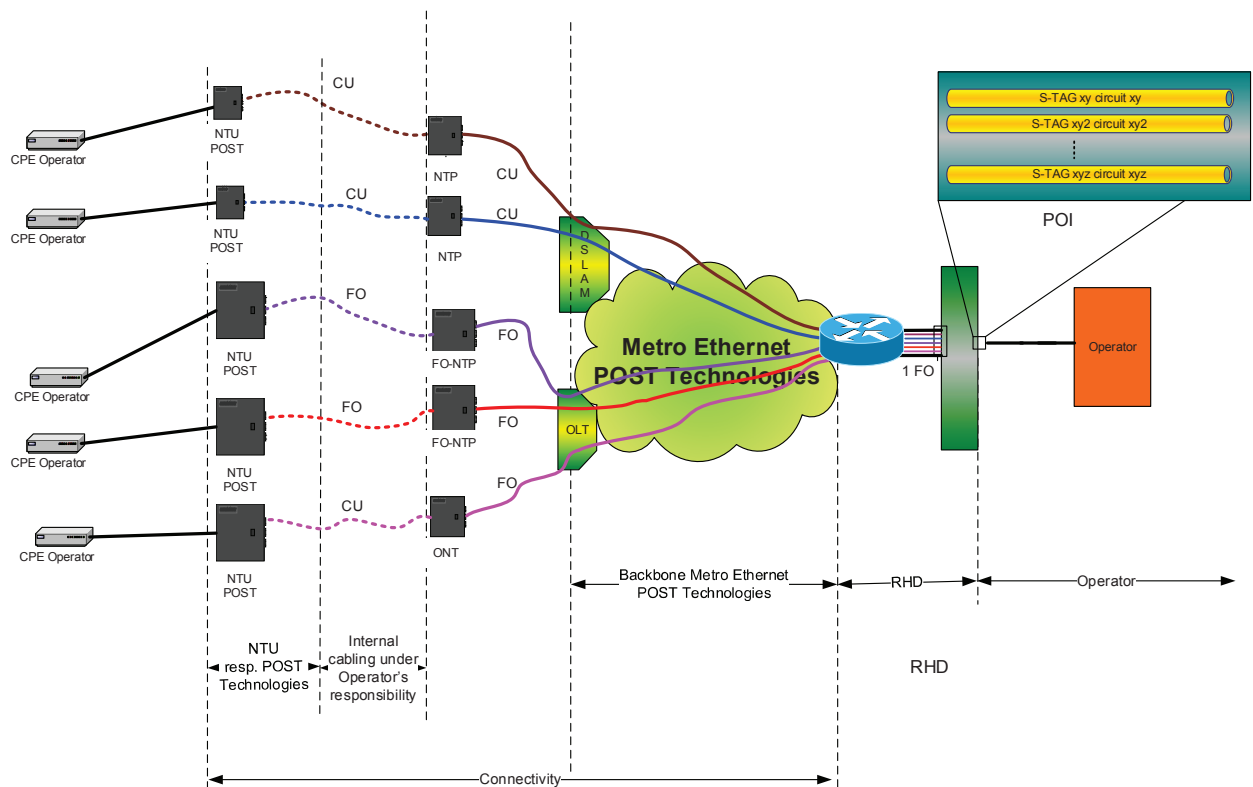 CU
S-TAG xy circuit xy
S-TAG xy2 circuit xy2
S-TAG xyz circuit xyz
POI
NTU
POST
CPE Operator
NTP
CU
CU
NTU
POST
CPE Operator
NTP
CU
DSLAM
FO
NTU
POST
CPE Operator
FO-NTP
FO
Metro Ethernet
POST Technologies
1 FO
Operator
FO
NTU
POST
CPE Operator
FO-NTP
FO
OLT
CU
NTU
POST
CPE Operator
ONT
FO
Backbone Metro Ethernet
POST Technologies
RHD
Operator
NTU
resp. POST
Technologies
Internal
cabling under
Operator's
responsibility
RHD
Connectivity